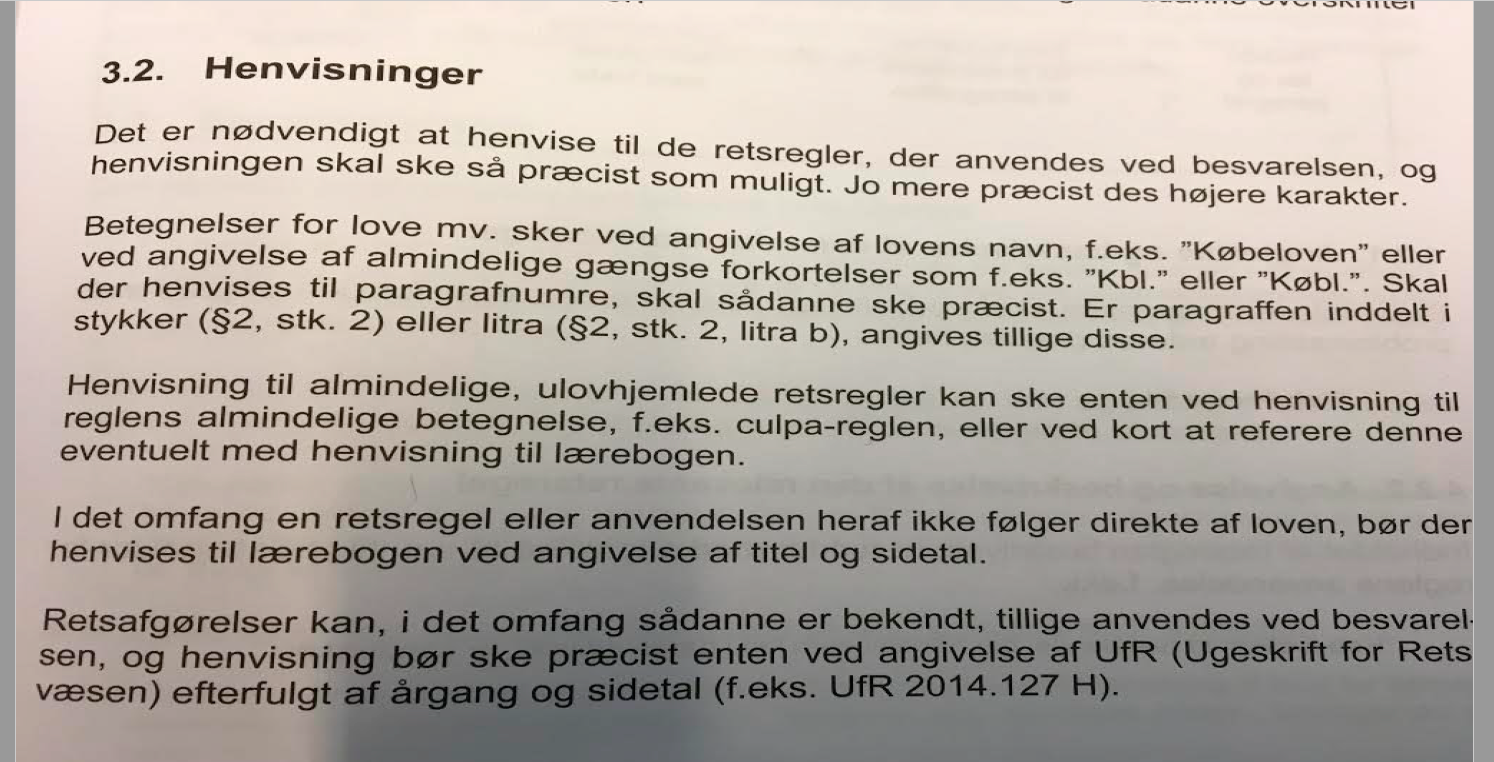 3.2. Henvisninger
Det er nødvendigt at henvise til de retsregler, der anvendes ved besvarelsen, og
henvisningen skal ske så præcist som muligt. Jo mere præcist des højere karakter.
Betegnelser for love mv. sker ved angivelse af lovens navn, f.eks. ”Købeloven” eller
ved angivelse af almindelige gængse forkortelser som f.eks. ”Kbl.” eller ”Købl.”. Skal
der henvises til paragrafnumre, skal sådanne ske præcist. Er paragraffen inddelt i
stykker (§2, stk. 2) eller litra (§2, stk. 2, litra b), angives tillige disse.
Henvisning til almindelige, ulovhjemlede retsregler kan ske enten ved henvisning til
reglens almindelige betegnelse, f.eks. culpa-reglen, eller ved kort at referere denne
eventuelt med henvisning til lærebogen.
I det omfang en retsregel eller anvendelsen heraf ikke følger direkte af loven, bør der
henvises til lærebogen ved angivelse af titel og sidetal.
Retsafgørelser kan, i det omfang sådanne er bekendt, tillige anvendes ved besvarel-
sen, og henvisning bør ske præcist enten ved angivelse af UfR (Ugeskrift for Rets
væsen) efterfulgt af årgang og sidetal (f.eks. UfR 2014.127 H).